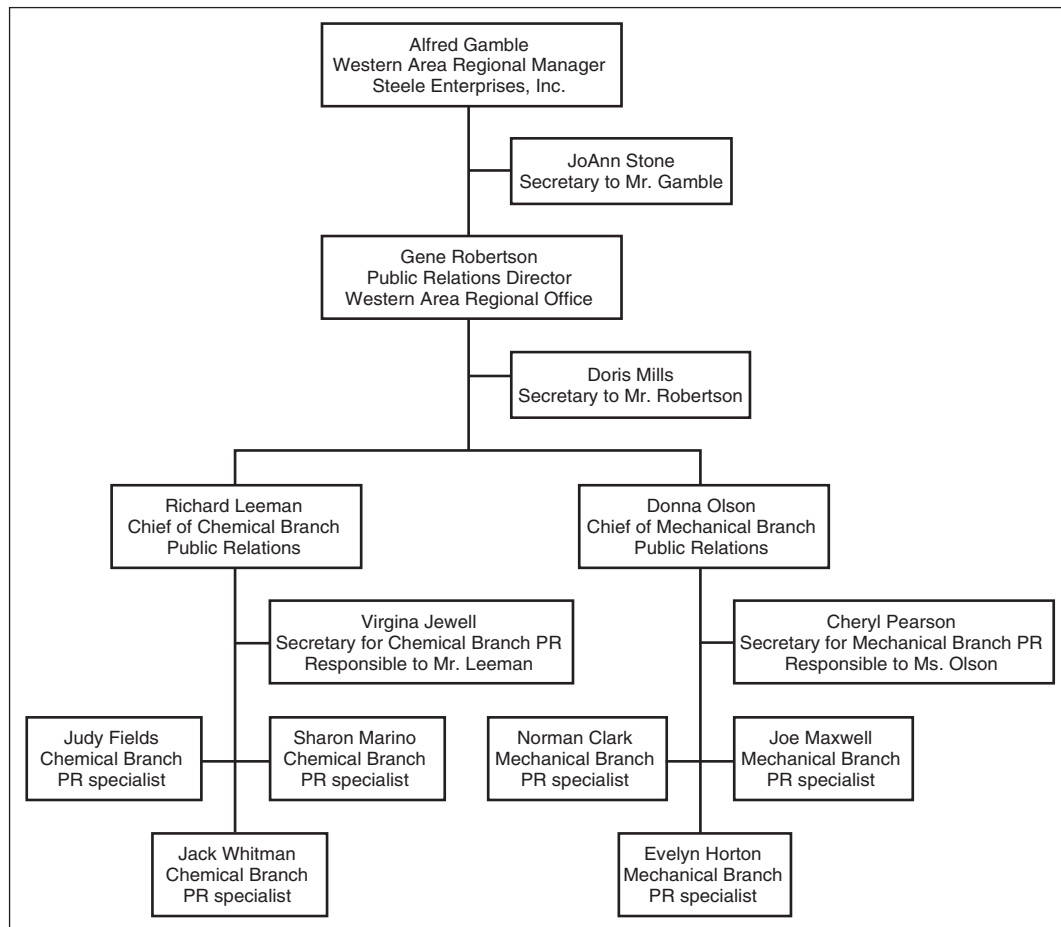 Alfred Gamble
Western Area Regional Manager
Steele Enterprises, Inc.
JoAnn Stone
Secretary to Mr. Gamble
Gene Robertson
Public Relations Director
Western Area Regional Office
Doris Mills
Secretary to Mr. Robertson
Richard Leeman
Chief of Chemical Branch
Public Relations
Donna Olson
Chief of Mechanical Branch
Public Relations
Virgina Jewell
Secretary for Chemical Branch PR
Responsible to Mr. Leeman
Cheryl Pearson
Secretary for Mechanical Branch PR
Responsible to Ms. Olson
Judy Fields
Chemical Branch
PR specialist
Sharon Marino
Chemical Branch
PR specialist
Norman Clark
Mechanical Branch
PR specialist
Joe Maxwell
Mechanical Branch
PR specialist
Jack Whitman
Chemical Branch
PR specialist
Evelyn Horton
Mechanical Branch
PR specialist